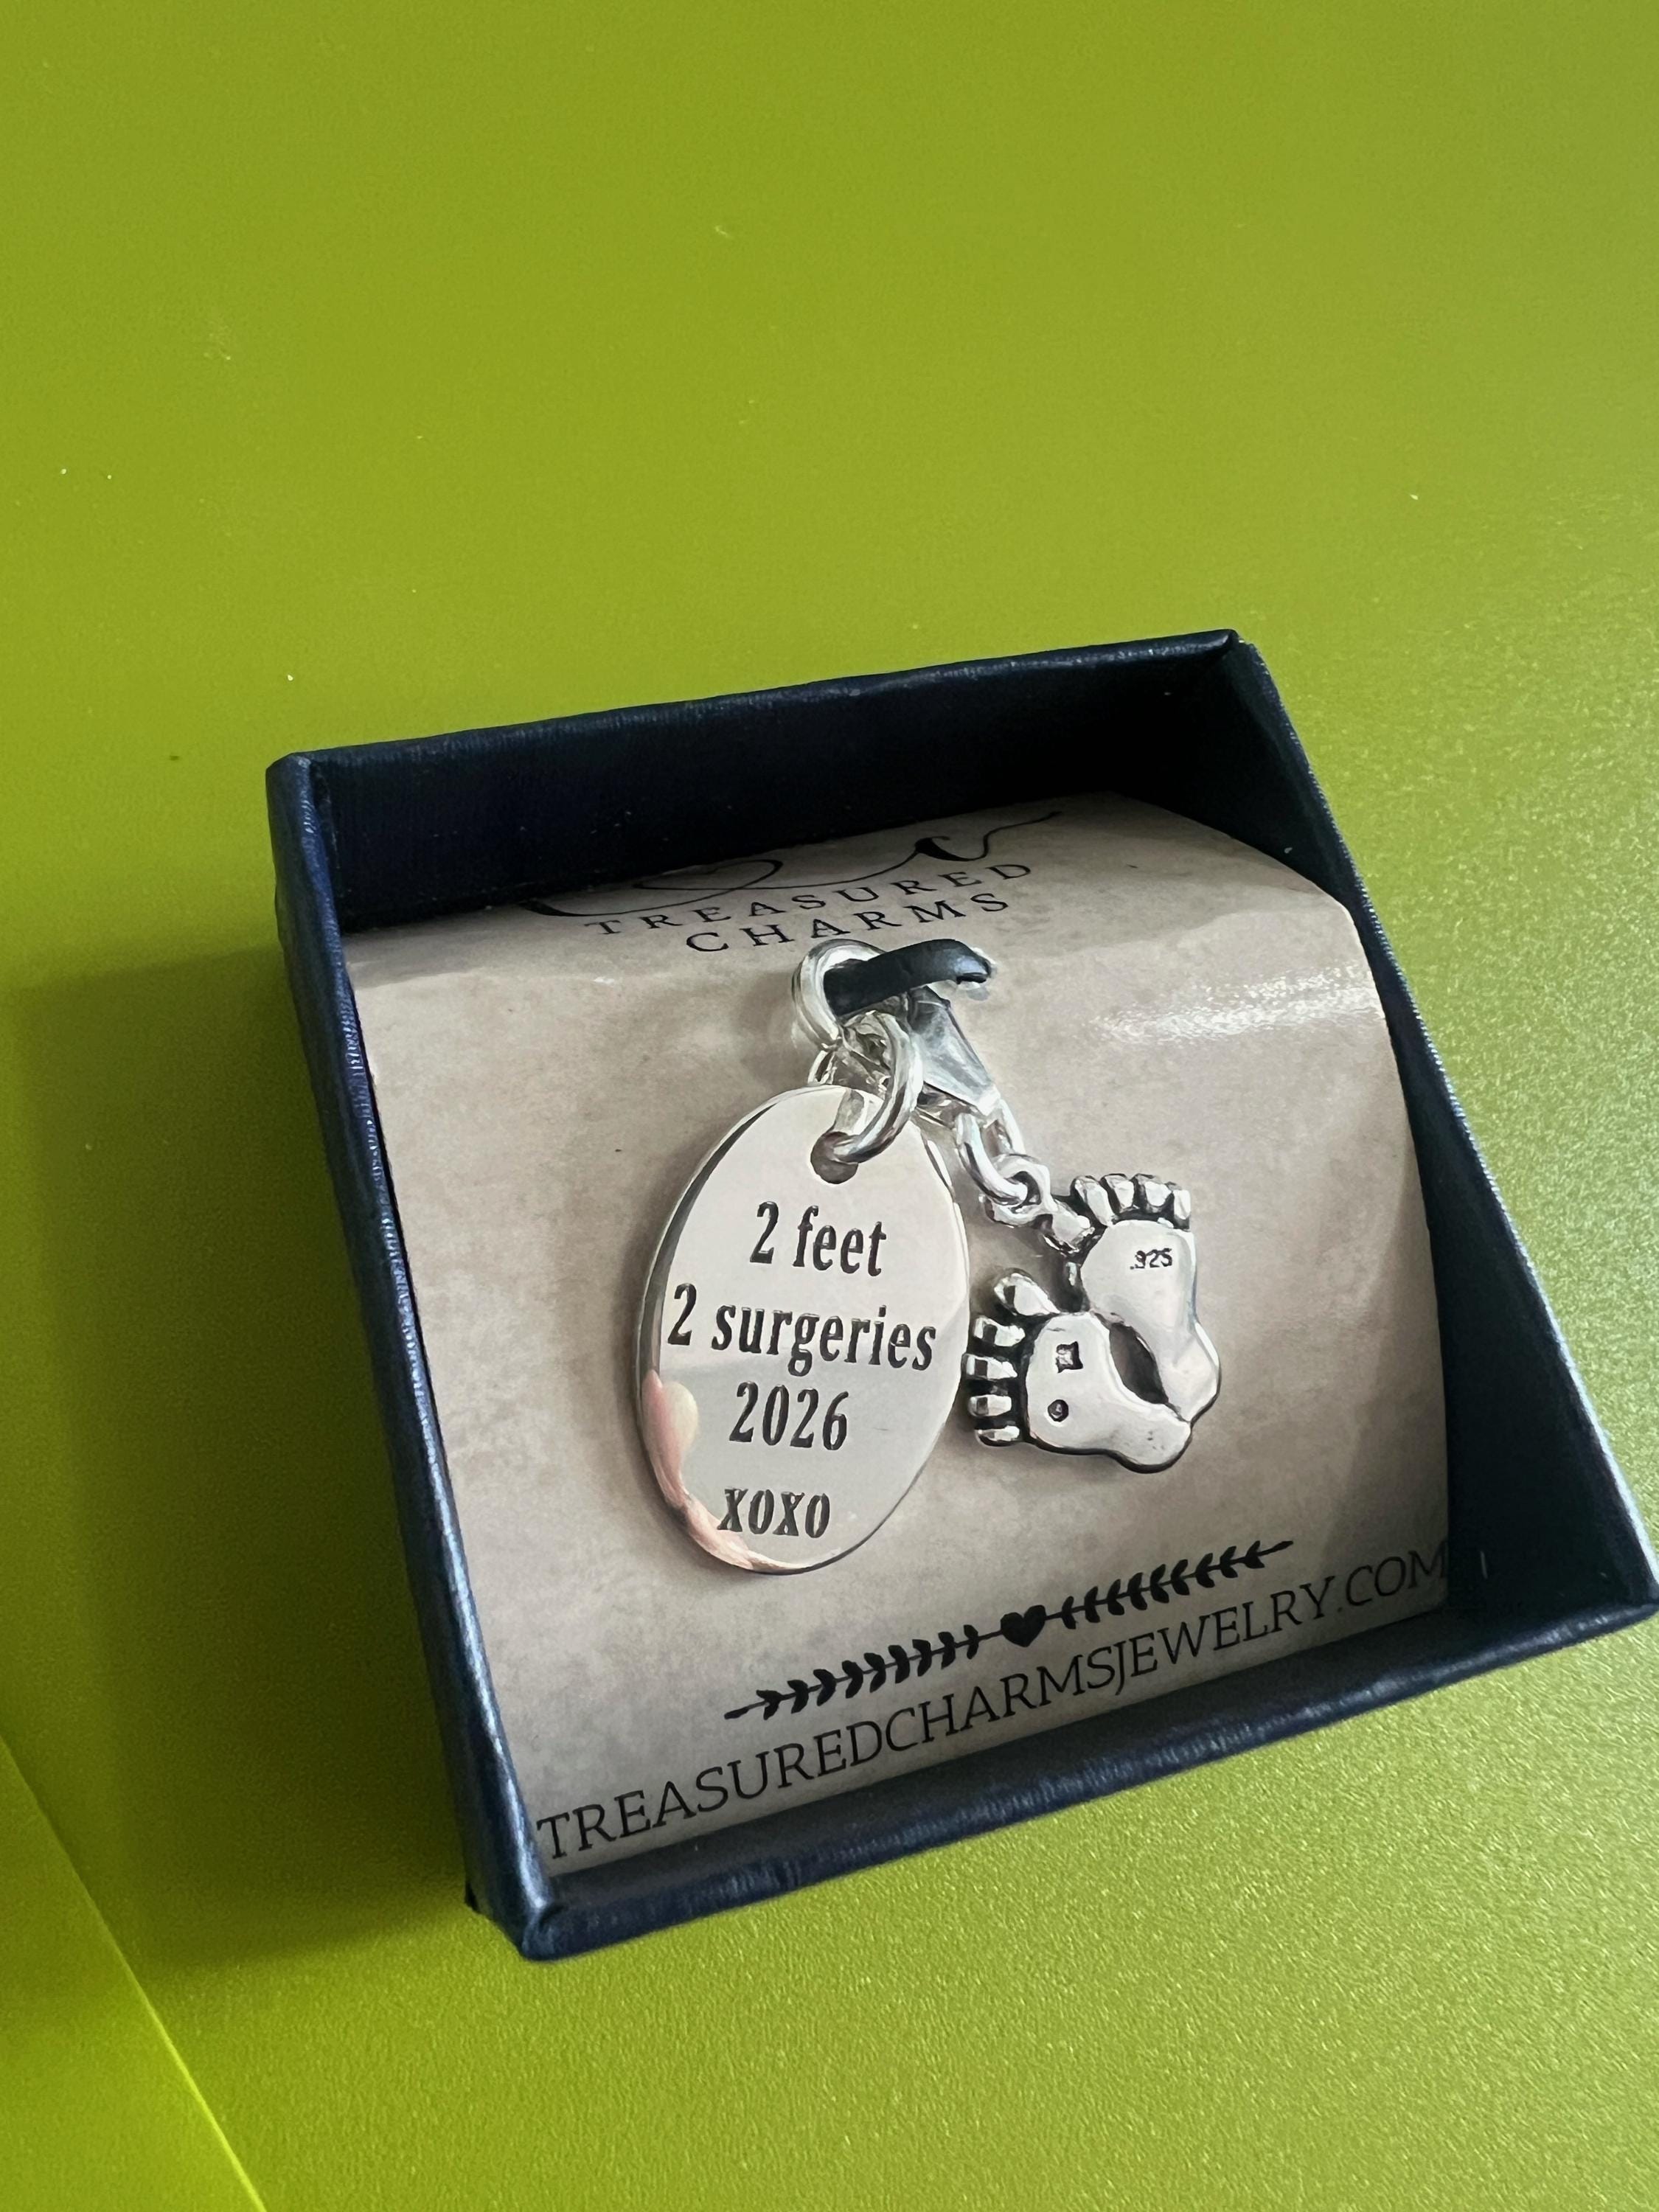 TREASURED
CHARMS
2 feet
2 surgeries
2026
xoxo
.925
TREASUREDCHARMSJEWELRY.COM